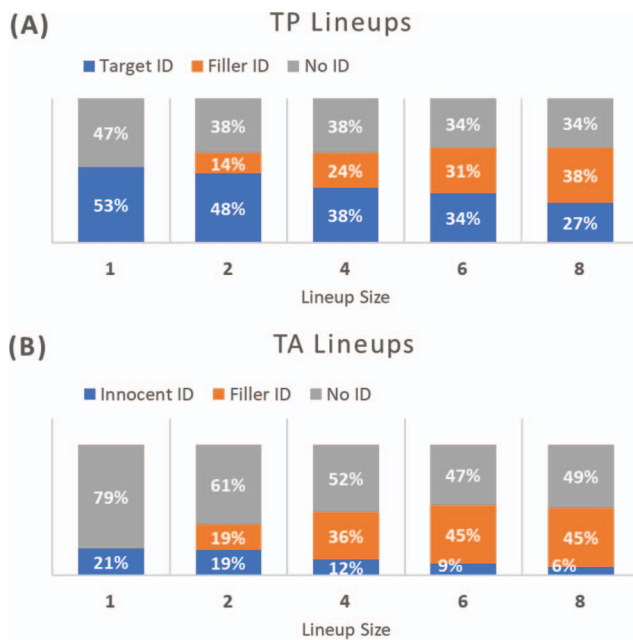 (A) TP Lineups
Target ID Filler ID No ID
47% 38% 38% 34% 34%
14% 24% 31% 38%
53% 48% 38% 34% 27%
1 2 4 6 8
Lineup Size
(B) TA Lineups
Innocent ID Filler ID No ID
79% 61% 52% 47% 49%
19% 36% 45% 45%
21% 19% 12% 9% 6%
1 2 4 6 8
Lineup Size